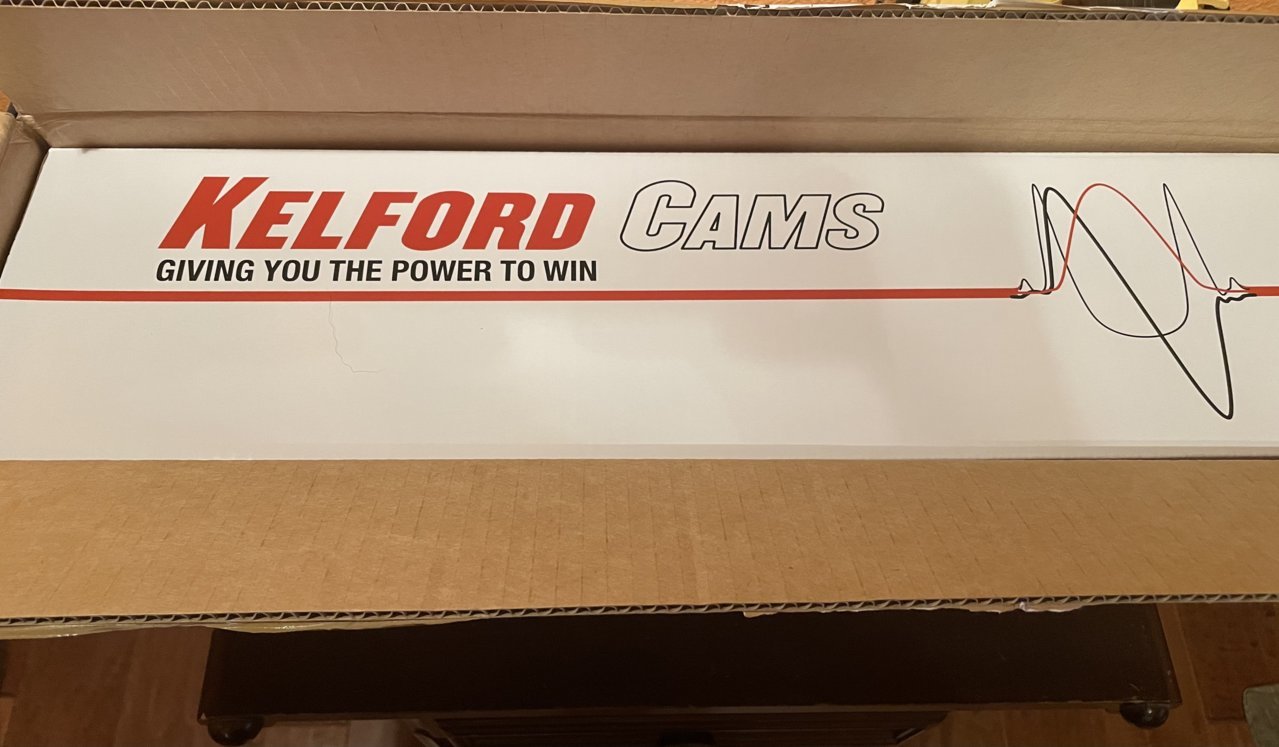 KELFORD CAMS
GIVING YOU THE POWER TO WIN